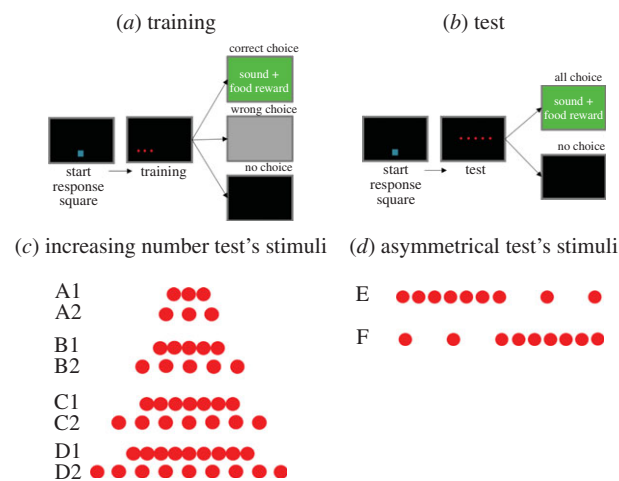 (a) training
correct choice
sound +
food reward
wrong choice
no choice
start
response
square
training
(b) test
all choice
sound +
food reward
no choice
start
response
square
test
(c) increasing number test's stimuli
A1
A2
B1
B2
C1
C2
D1
D2
(d) asymmetrical test's stimuli
E
F